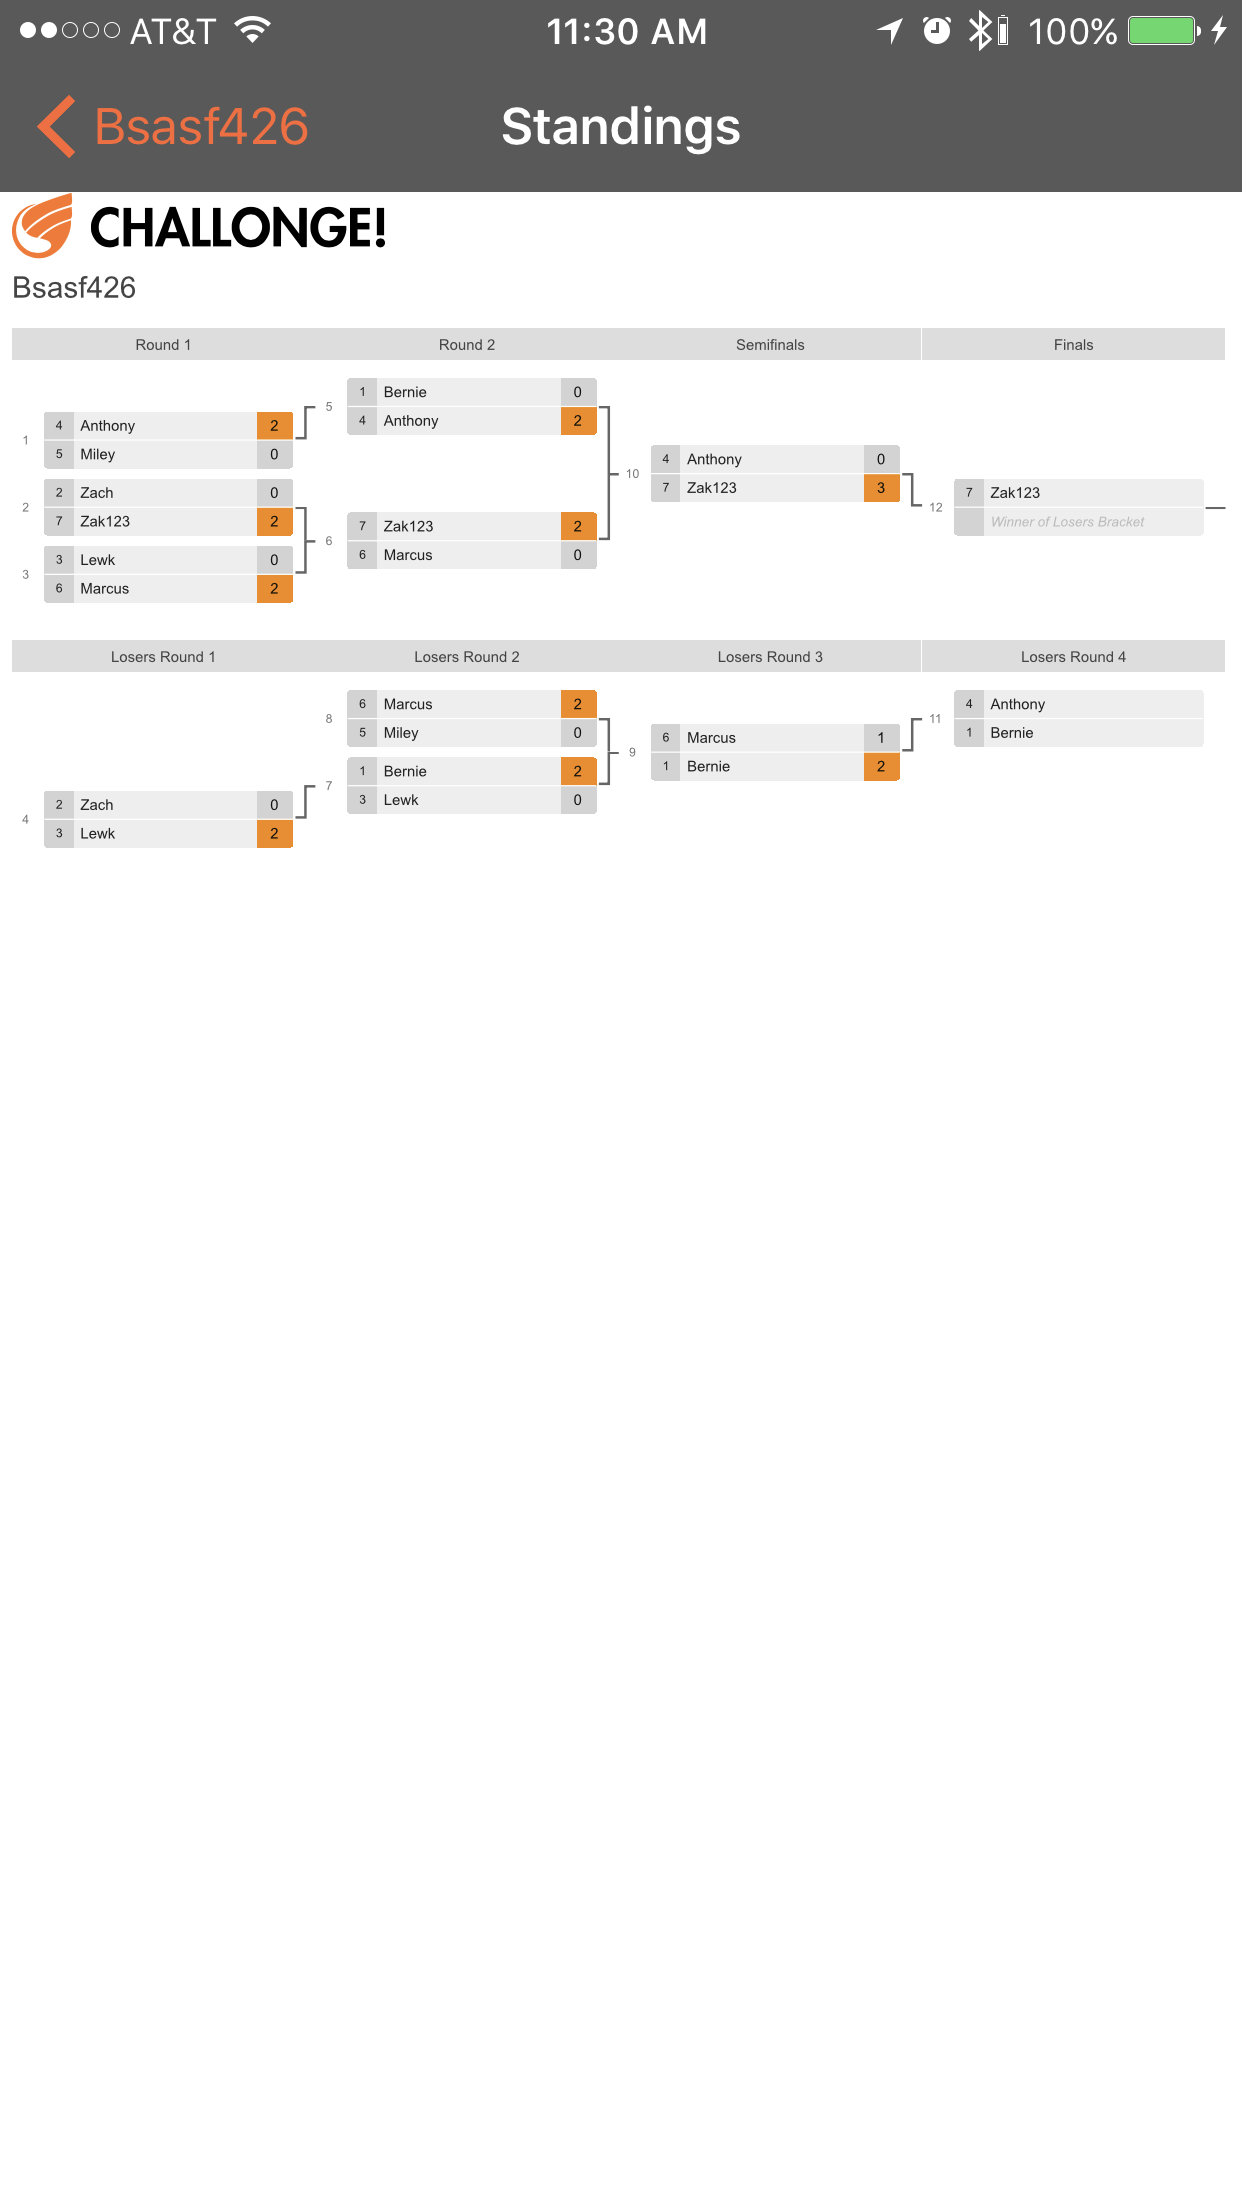 AT&T 11:30 AM 100%
Bsasf426 Standings
CHALLONGE!
Bsasf426
Round 1 Round 2 Semifinals Finals
1 4 Anthony 2
5 Miley 0
2 2 Zach 0
7 Zak123 2
3 3 Lewk 0
6 Marcus 2
5 1 Bernie 0
4 Anthony 2
6 7 Zak123 2
6 Marcus 0
10 4 Anthony 0
7 Zak123 3
12 7 Zak123
Winner of Losers Bracket
Losers Round 1 Losers Round 2 Losers Round 3 Losers Round 4
4 2 Zach 0
3 Lewk 2
8 6 Marcus 2
5 Miley 0
7 1 Bernie 2
3 Lewk 0
9 6 Marcus 1
1 Bernie 2
11 4 Anthony
1 Bernie